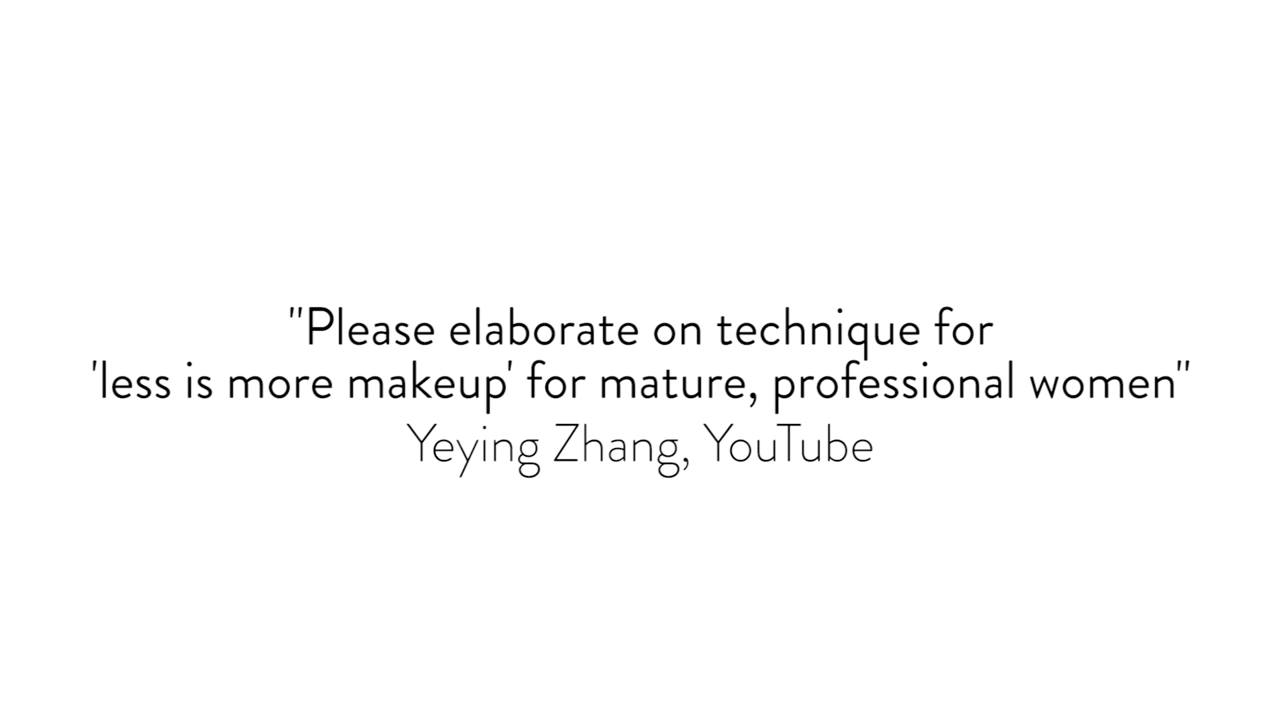 "Please elaborate on technique for
'less is more makeup' for mature, professional women"
Yeying Zhang, YouTube